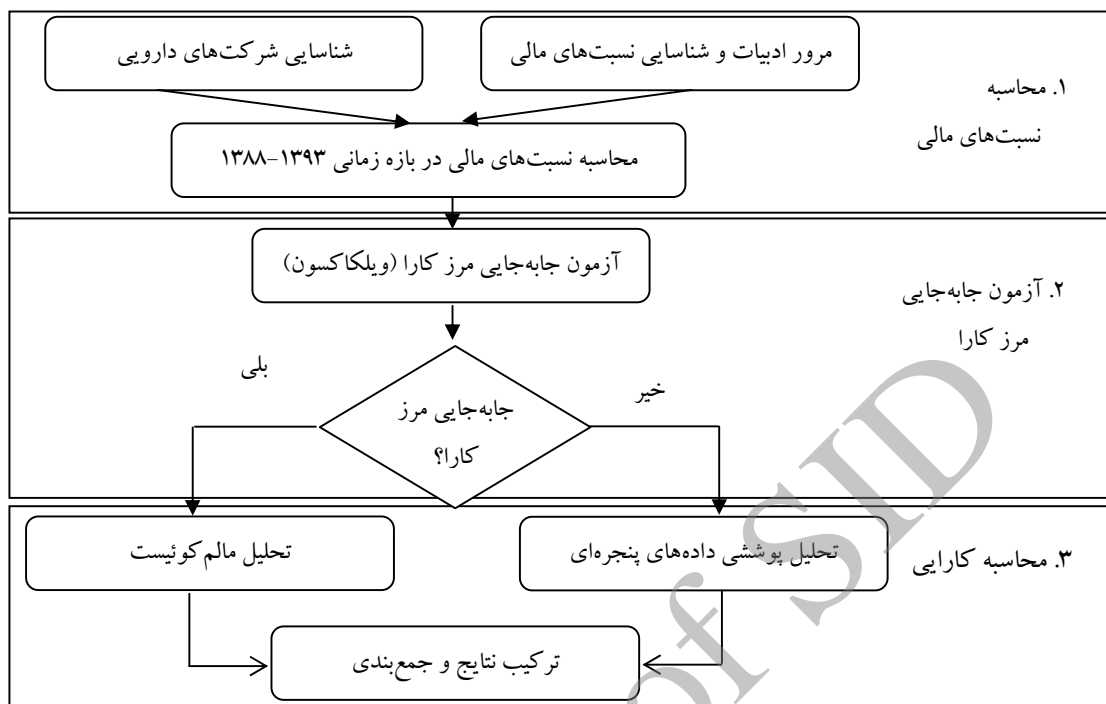 مرور ادبیات و شناسایی نسبت‌های مالی
شناسایی شرکت‌های دارویی
۱. محاسبه
نسبت‌های مالی
محاسبه نسبت‌های مالی در بازه زمانی ۱۳۹۳-۱۳۸۸
آزمون جابه‌جایی مرز کارا (ویلکاکسون)
۲. آزمون جابه‌جایی
مرز کارا
بلی
خیر
جابه‌جایی مرز
کارا؟
۳. محاسبه کارایی
تحلیل پوششی داده‌های پنجره‌ای
تحلیل مالم‌کوئیست
ترکیب نتایج و جمع‌بندی
of SID